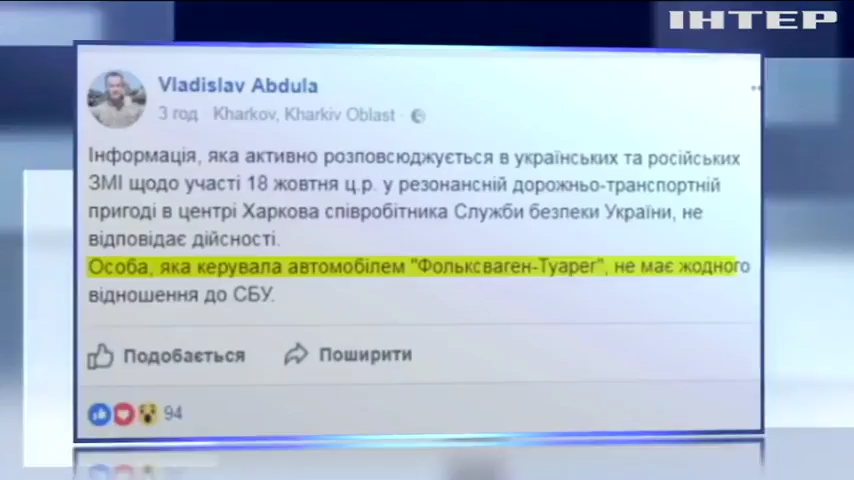 ІНТЕР
Vladislav Abdula
3 год Kharkov, Kharkiv Oblast ·
Інформація, яка активно розповсюджується в українських та російських
ЗМІ щодо участі 18 жовтня ц.р. у резонансній дорожньо-транспортній
пригоді в центрі Харкова співробітника Служби безпеки України, не
відповідає дійсності.
Особа, яка керувала автомобілем "Фольксваген-Туарег", не має жодного
відношення до СБУ.
Подобається Поширити
94